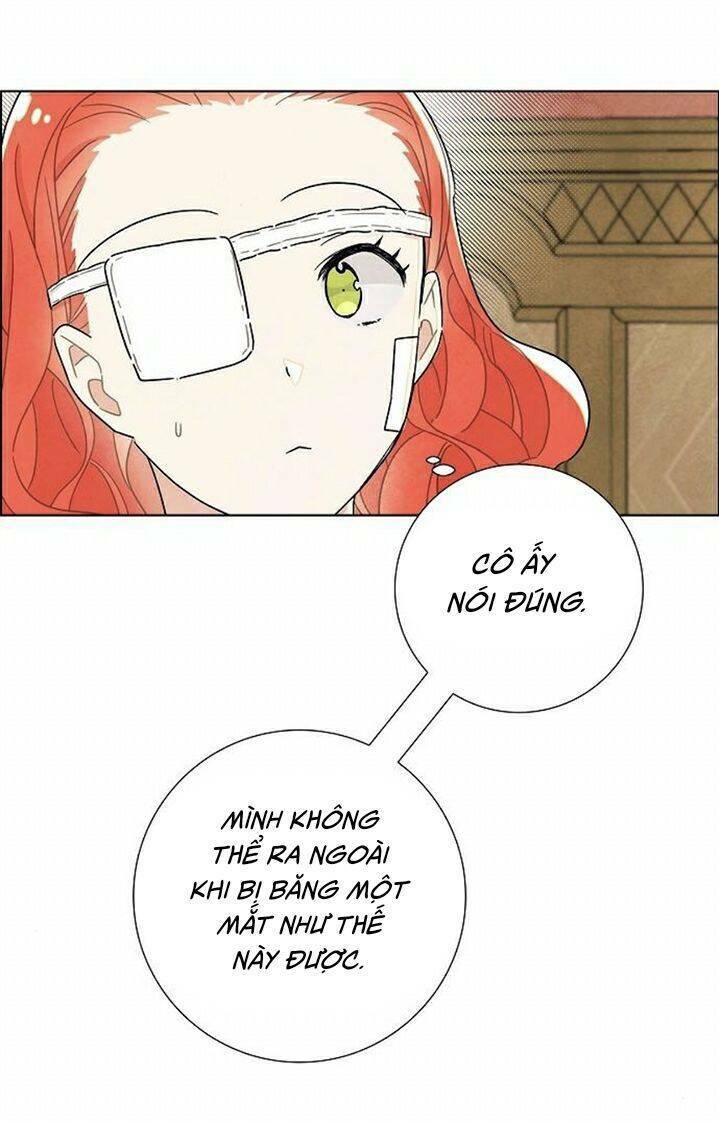 CÔ ẤY
NÓI ĐÚNG.
MÌNH KHÔNG
THỂ RA NGOÀI
KHI BỊ BĂNG MỘT
MẮT NHƯ THẾ
NÀY ĐƯỢC.